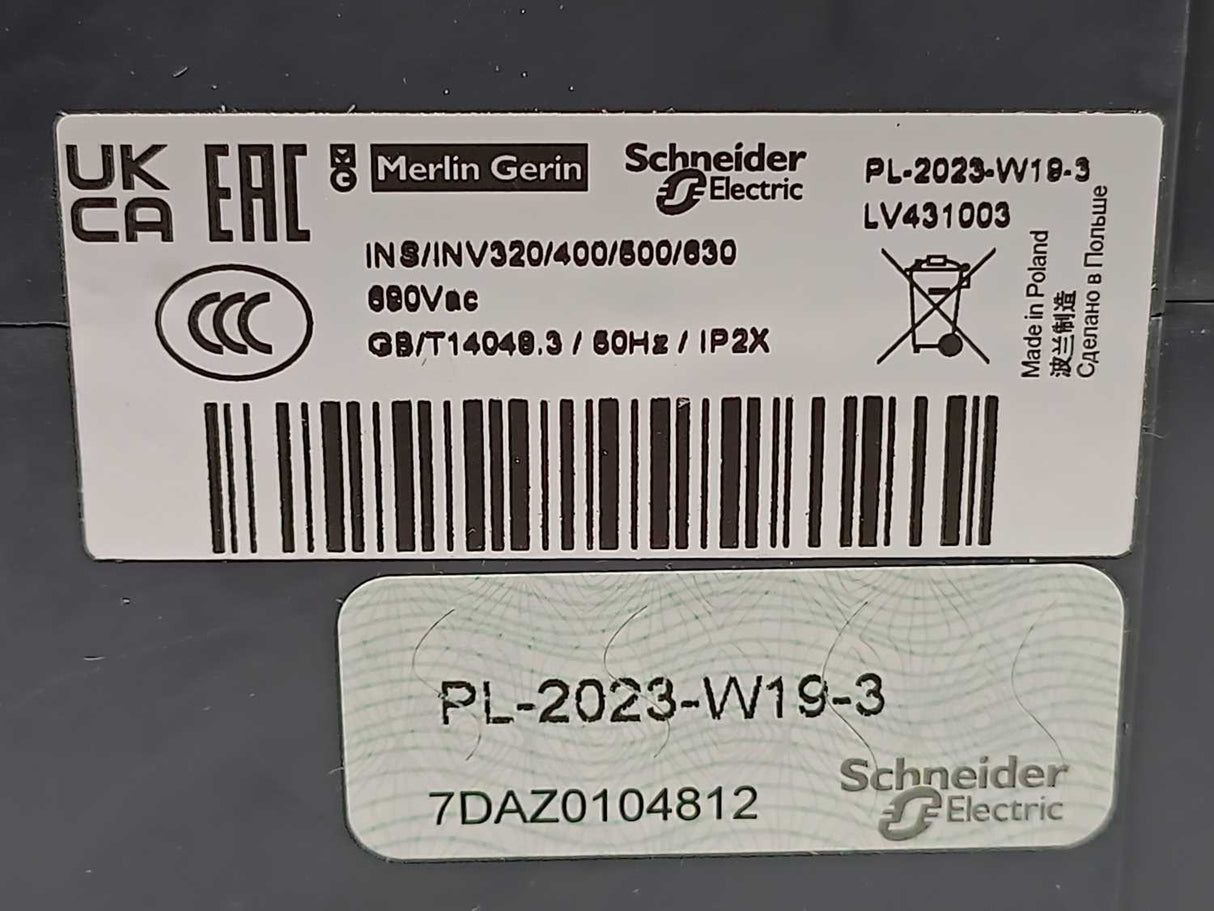 UK
CA
EAC
CCC
GM Merlin Gerin
Schneider
Electric
PL-2023-W19-3
LV431003
INS/INV320/400/500/630
690Vac
GB/T14048.3 / 50Hz / IP2X
Made in Poland
波兰制造
Сделано в Польше
PL-2023-W19-3
7DAZ0104812
Schneider
Electric